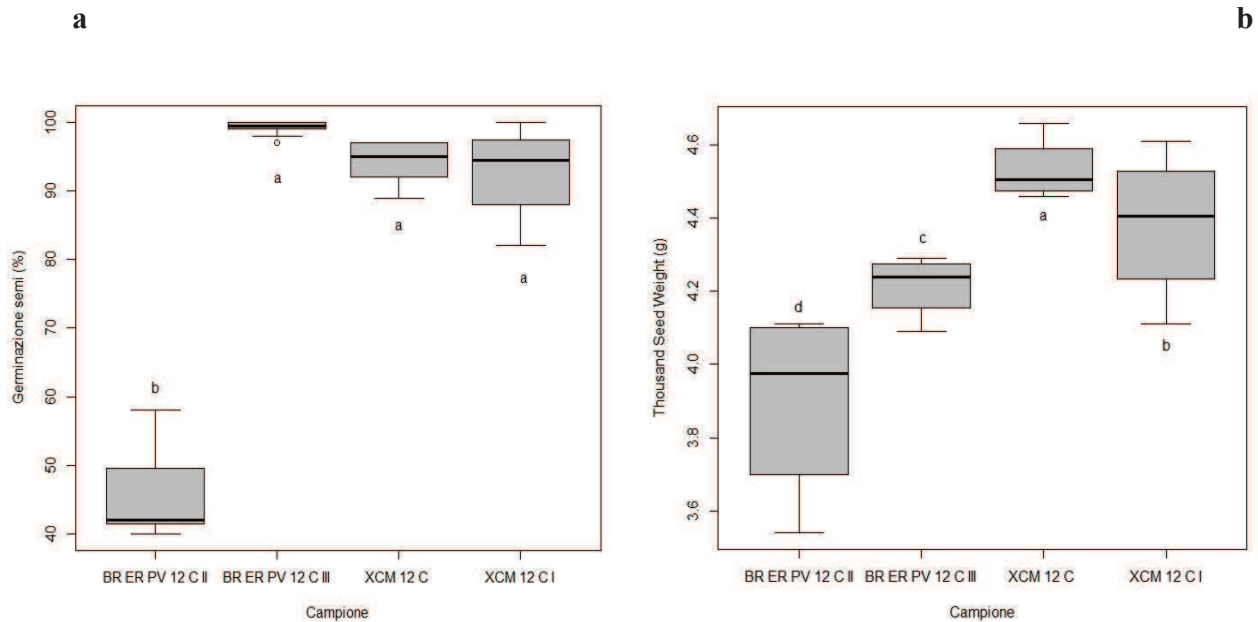 a
b
Germinazione semi (%)
100
90
80
70
60
50
40
b
a
a
a
BR ER PV 12 C II BR ER PV 12 C III XCM 12 C XCM 12 C I
Campione
Thousand Seed Weight (g)
4.6
4.4
4.2
4.0
3.8
3.6
d
c
a
b
BR ER PV 12 C II BR ER PV 12 C III XCM 12 C XCM 12 C I
Campione